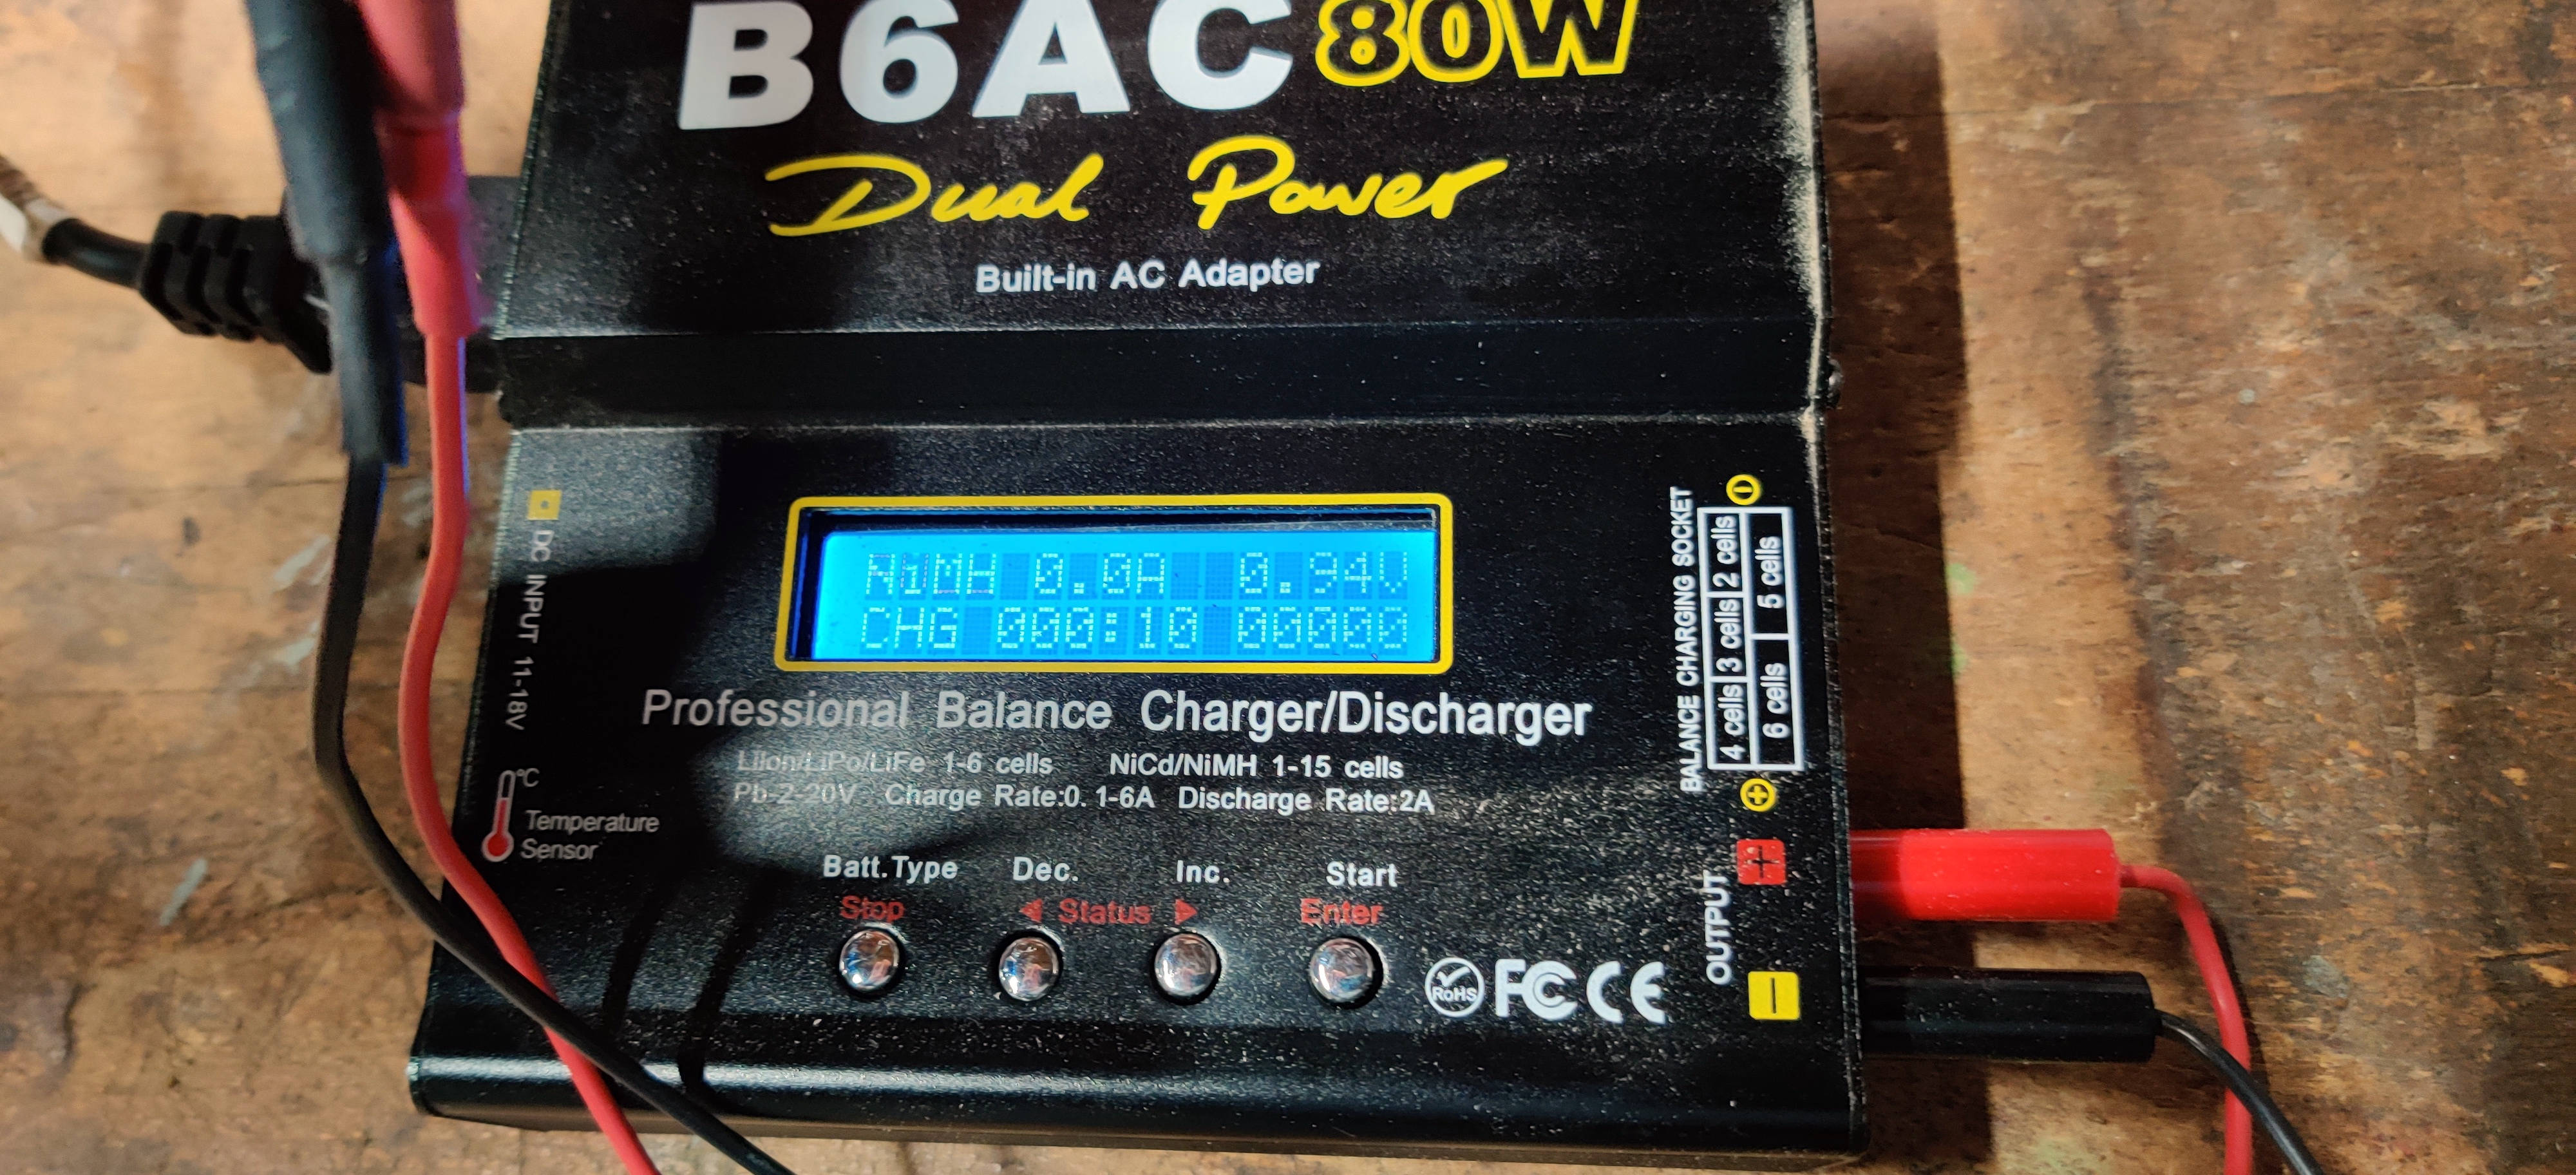 B6AC 80W
Dual Power
Built-in AC Adapter
DC INPUT 11-18V
NiMH 0.0A 0.94V
CHG 000:10 00000
Professional Balance Charger/Discharger
LiIon/LiPo/LiFe 1-6 cells NiCd/NiMH 1-15 cells
Pb-2-20V Charge Rate:0.1-6A Discharge Rate:2A
°C
Temperature
Sensor
Batt.Type Dec. Inc. Start
Stop Status Enter
RoHS FC CE
BALANCE CHARGING SOCKET
4 cells 3 cells 2 cells
6 cells 5 cells
OUTPUT